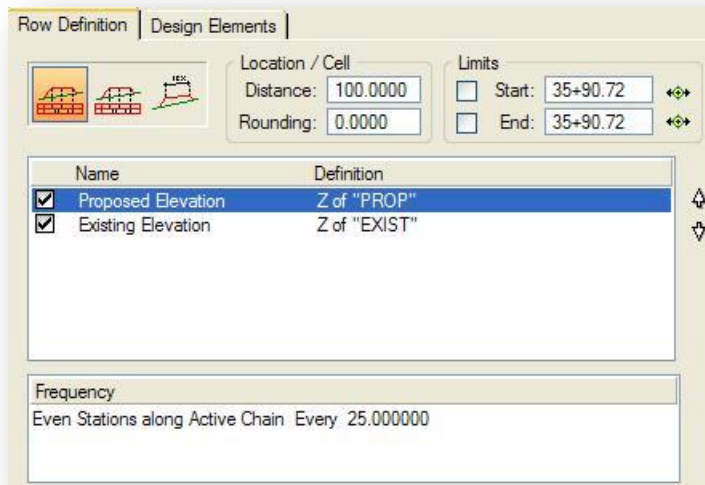 Row Definition Design Elements
Location / Cell Limits
Distance: 100.0000 Start: 35+90.72
Rounding: 0.0000 End: 35+90.72
Name Definition
Proposed Elevation Z of "PROP"
Existing Elevation Z of "EXIST"
Frequency
Even Stations along Active Chain Every 25.000000